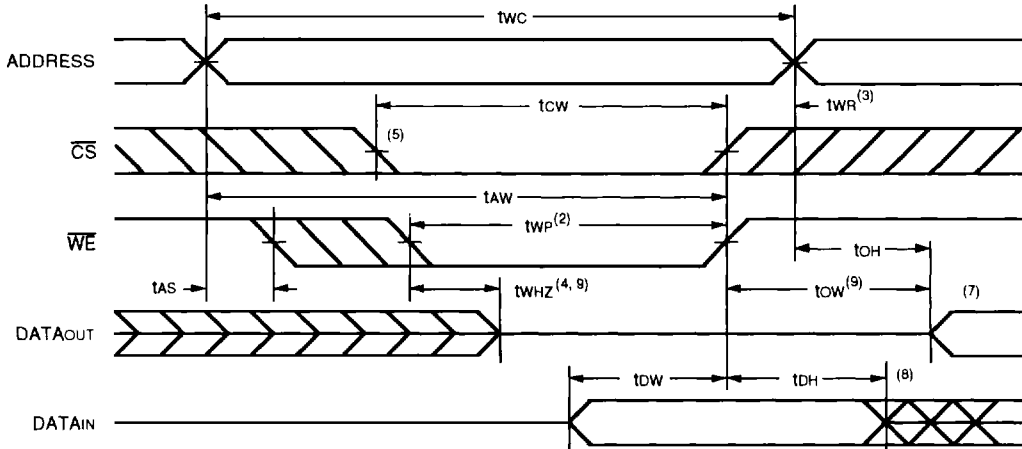 tWC
ADDRESS
tCW
tWR(3)
CS
(5)
tAW
WE
tWP(2)
tOH
tAS
tWHZ(4, 9)
tOW(9)
(7)
DATAOUT
tDW
tDH
(8)
DATAIN